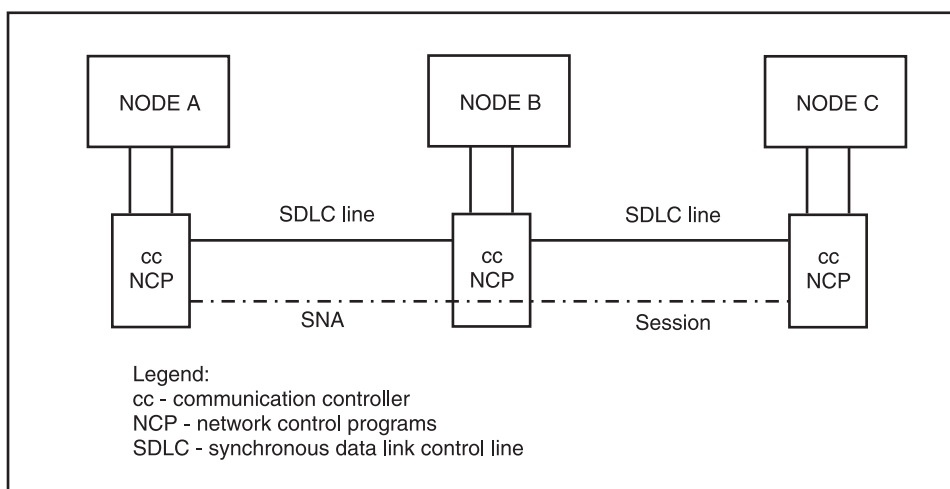 NODE A
NODE B
NODE C
SDLC line
SDLC line
cc
NCP
cc
NCP
cc
NCP
SNA
Session
Legend:
cc - communication controller
NCP - network control programs
SDLC - synchronous data link control line